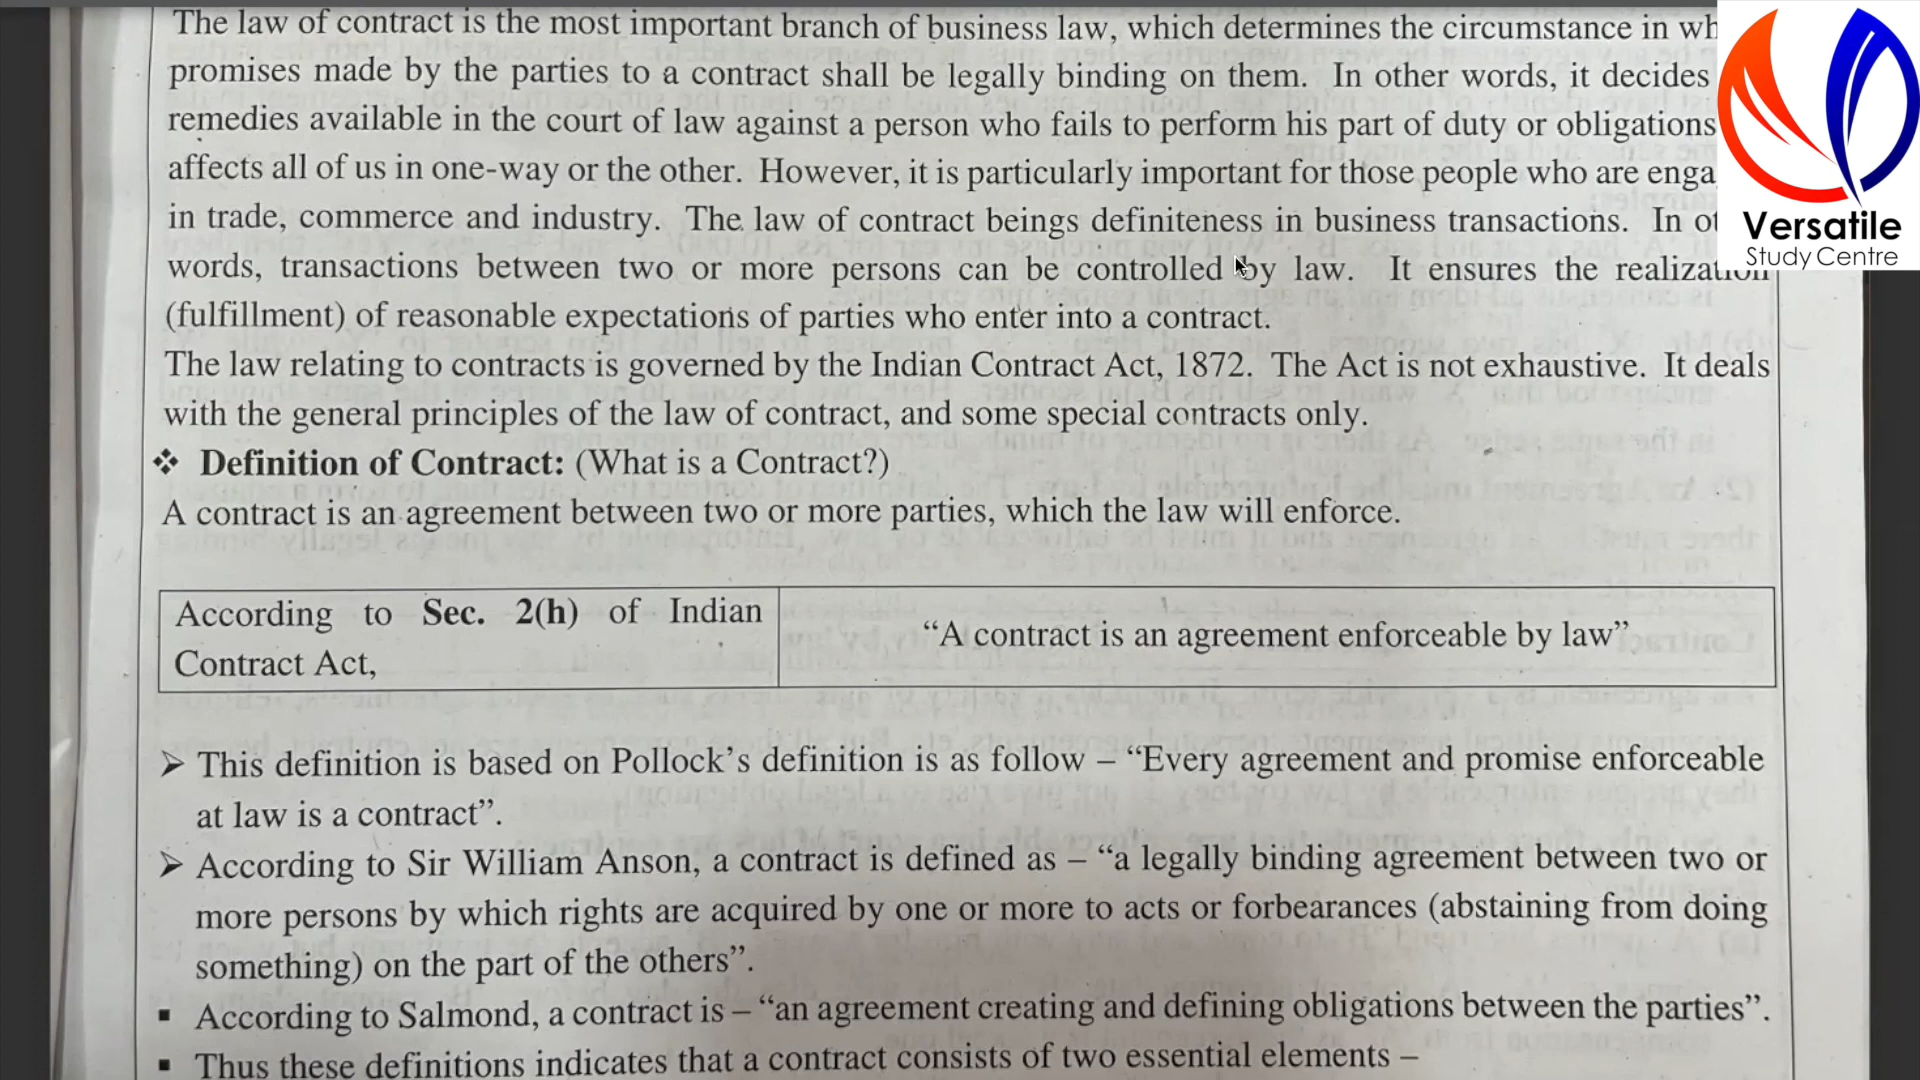 The law of contract is the most important branch of business law, which determines the circumstance in wh
promises made by the parties to a contract shall be legally binding on them. In other words, it decides
remedies available in the court of law against a person who fails to perform his part of duty or obligations
affects all of us in one-way or the other. However, it is particularly important for those people who are enga
in trade, commerce and industry. The law of contract beings definiteness in business transactions. In ot
words, transactions between two or more persons can be controlled by law. It ensures the realization
(fulfillment) of reasonable expectations of parties who enter into a contract.
The law relating to contracts is governed by the Indian Contract Act, 1872. The Act is not exhaustive. It deals
with the general principles of the law of contract, and some special contracts only.
❖ Definition of Contract: (What is a Contract?)
A contract is an agreement between two or more parties, which the law will enforce.
According to Sec. 2(h) of Indian
Contract Act,
“A contract is an agreement enforceable by law”
➢ This definition is based on Pollock’s definition is as follow – “Every agreement and promise enforceable
at law is a contract”.
➢ According to Sir William Anson, a contract is defined as – “a legally binding agreement between two or
more persons by which rights are acquired by one or more to acts or forbearances (abstaining from doing
something) on the part of the others”.
▪ According to Salmond, a contract is – “an agreement creating and defining obligations between the parties”.
▪ Thus these definitions indicates that a contract consists of two essential elements –
Versatile
Study Centre